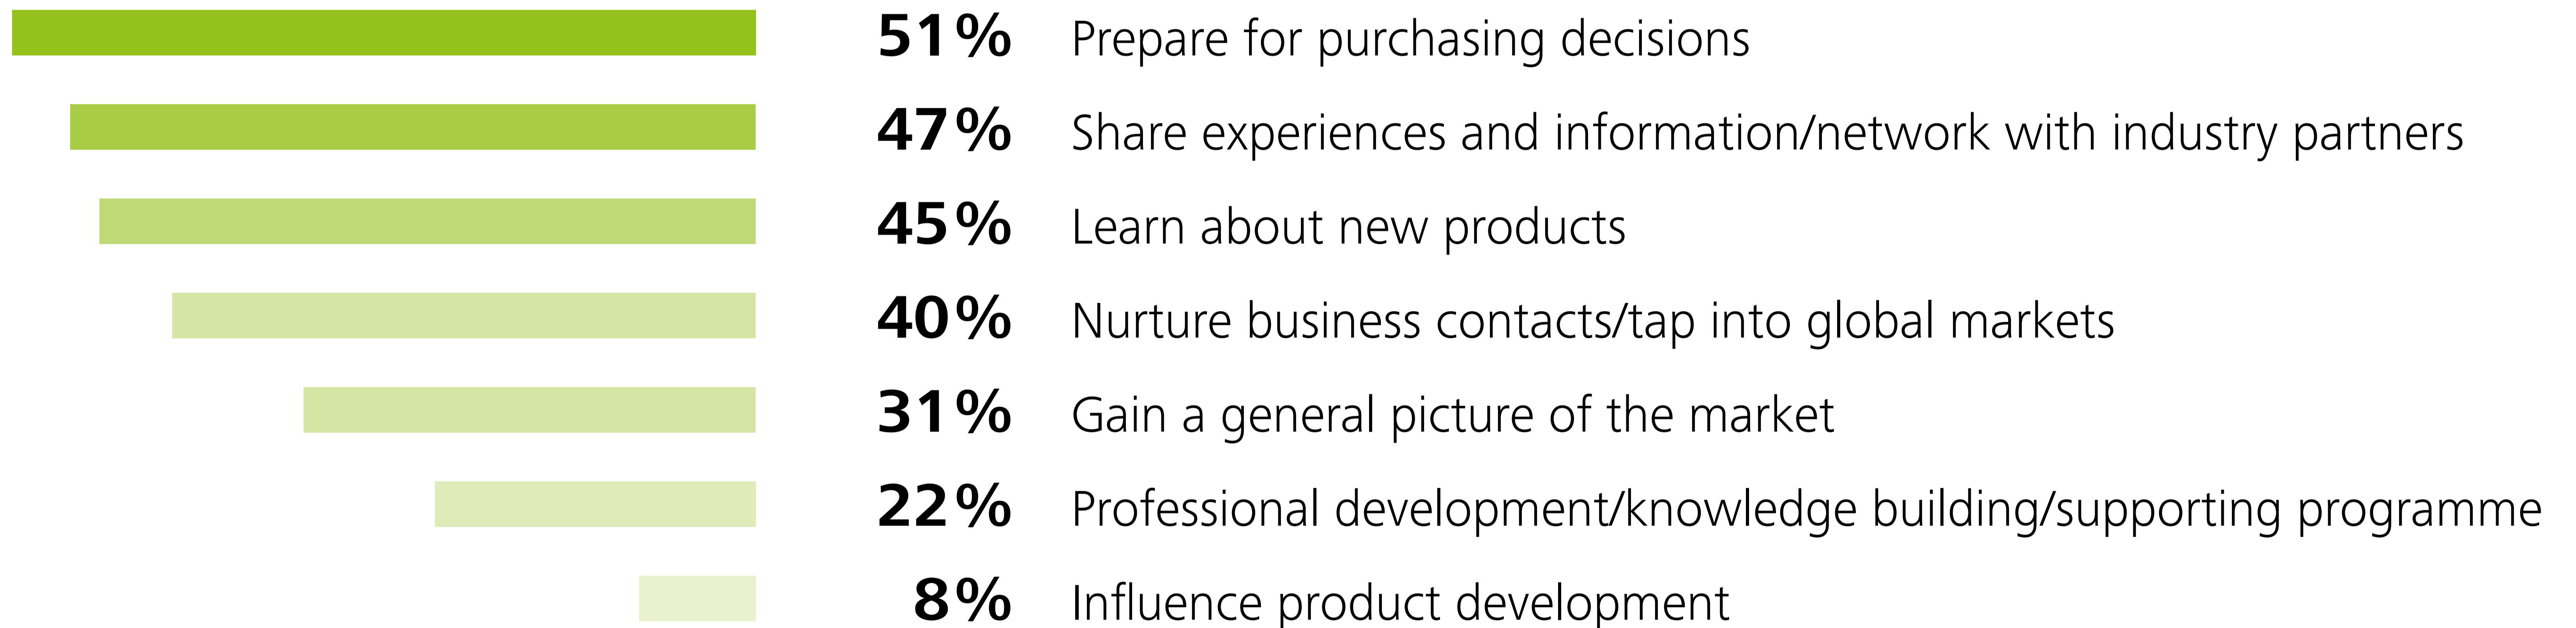 51% Prepare for purchasing decisions
47% Share experiences and information/network with industry partners
45% Learn about new products
40% Nurture business contacts/tap into global markets
31% Gain a general picture of the market
22% Professional development/knowledge building/supporting programme
8% Influence product development